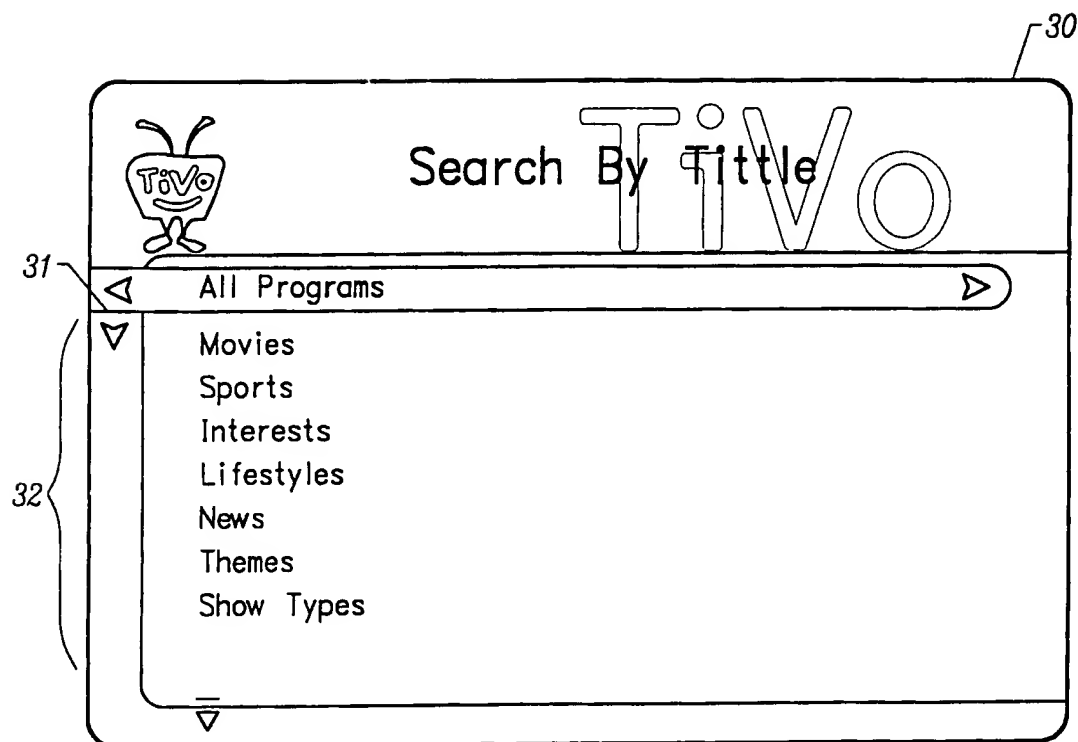 30
TiVo
TiVo
Search By Tittle
31
All Programs
Movies
Sports
Interests
Lifestyles
32
News
Themes
Show Types